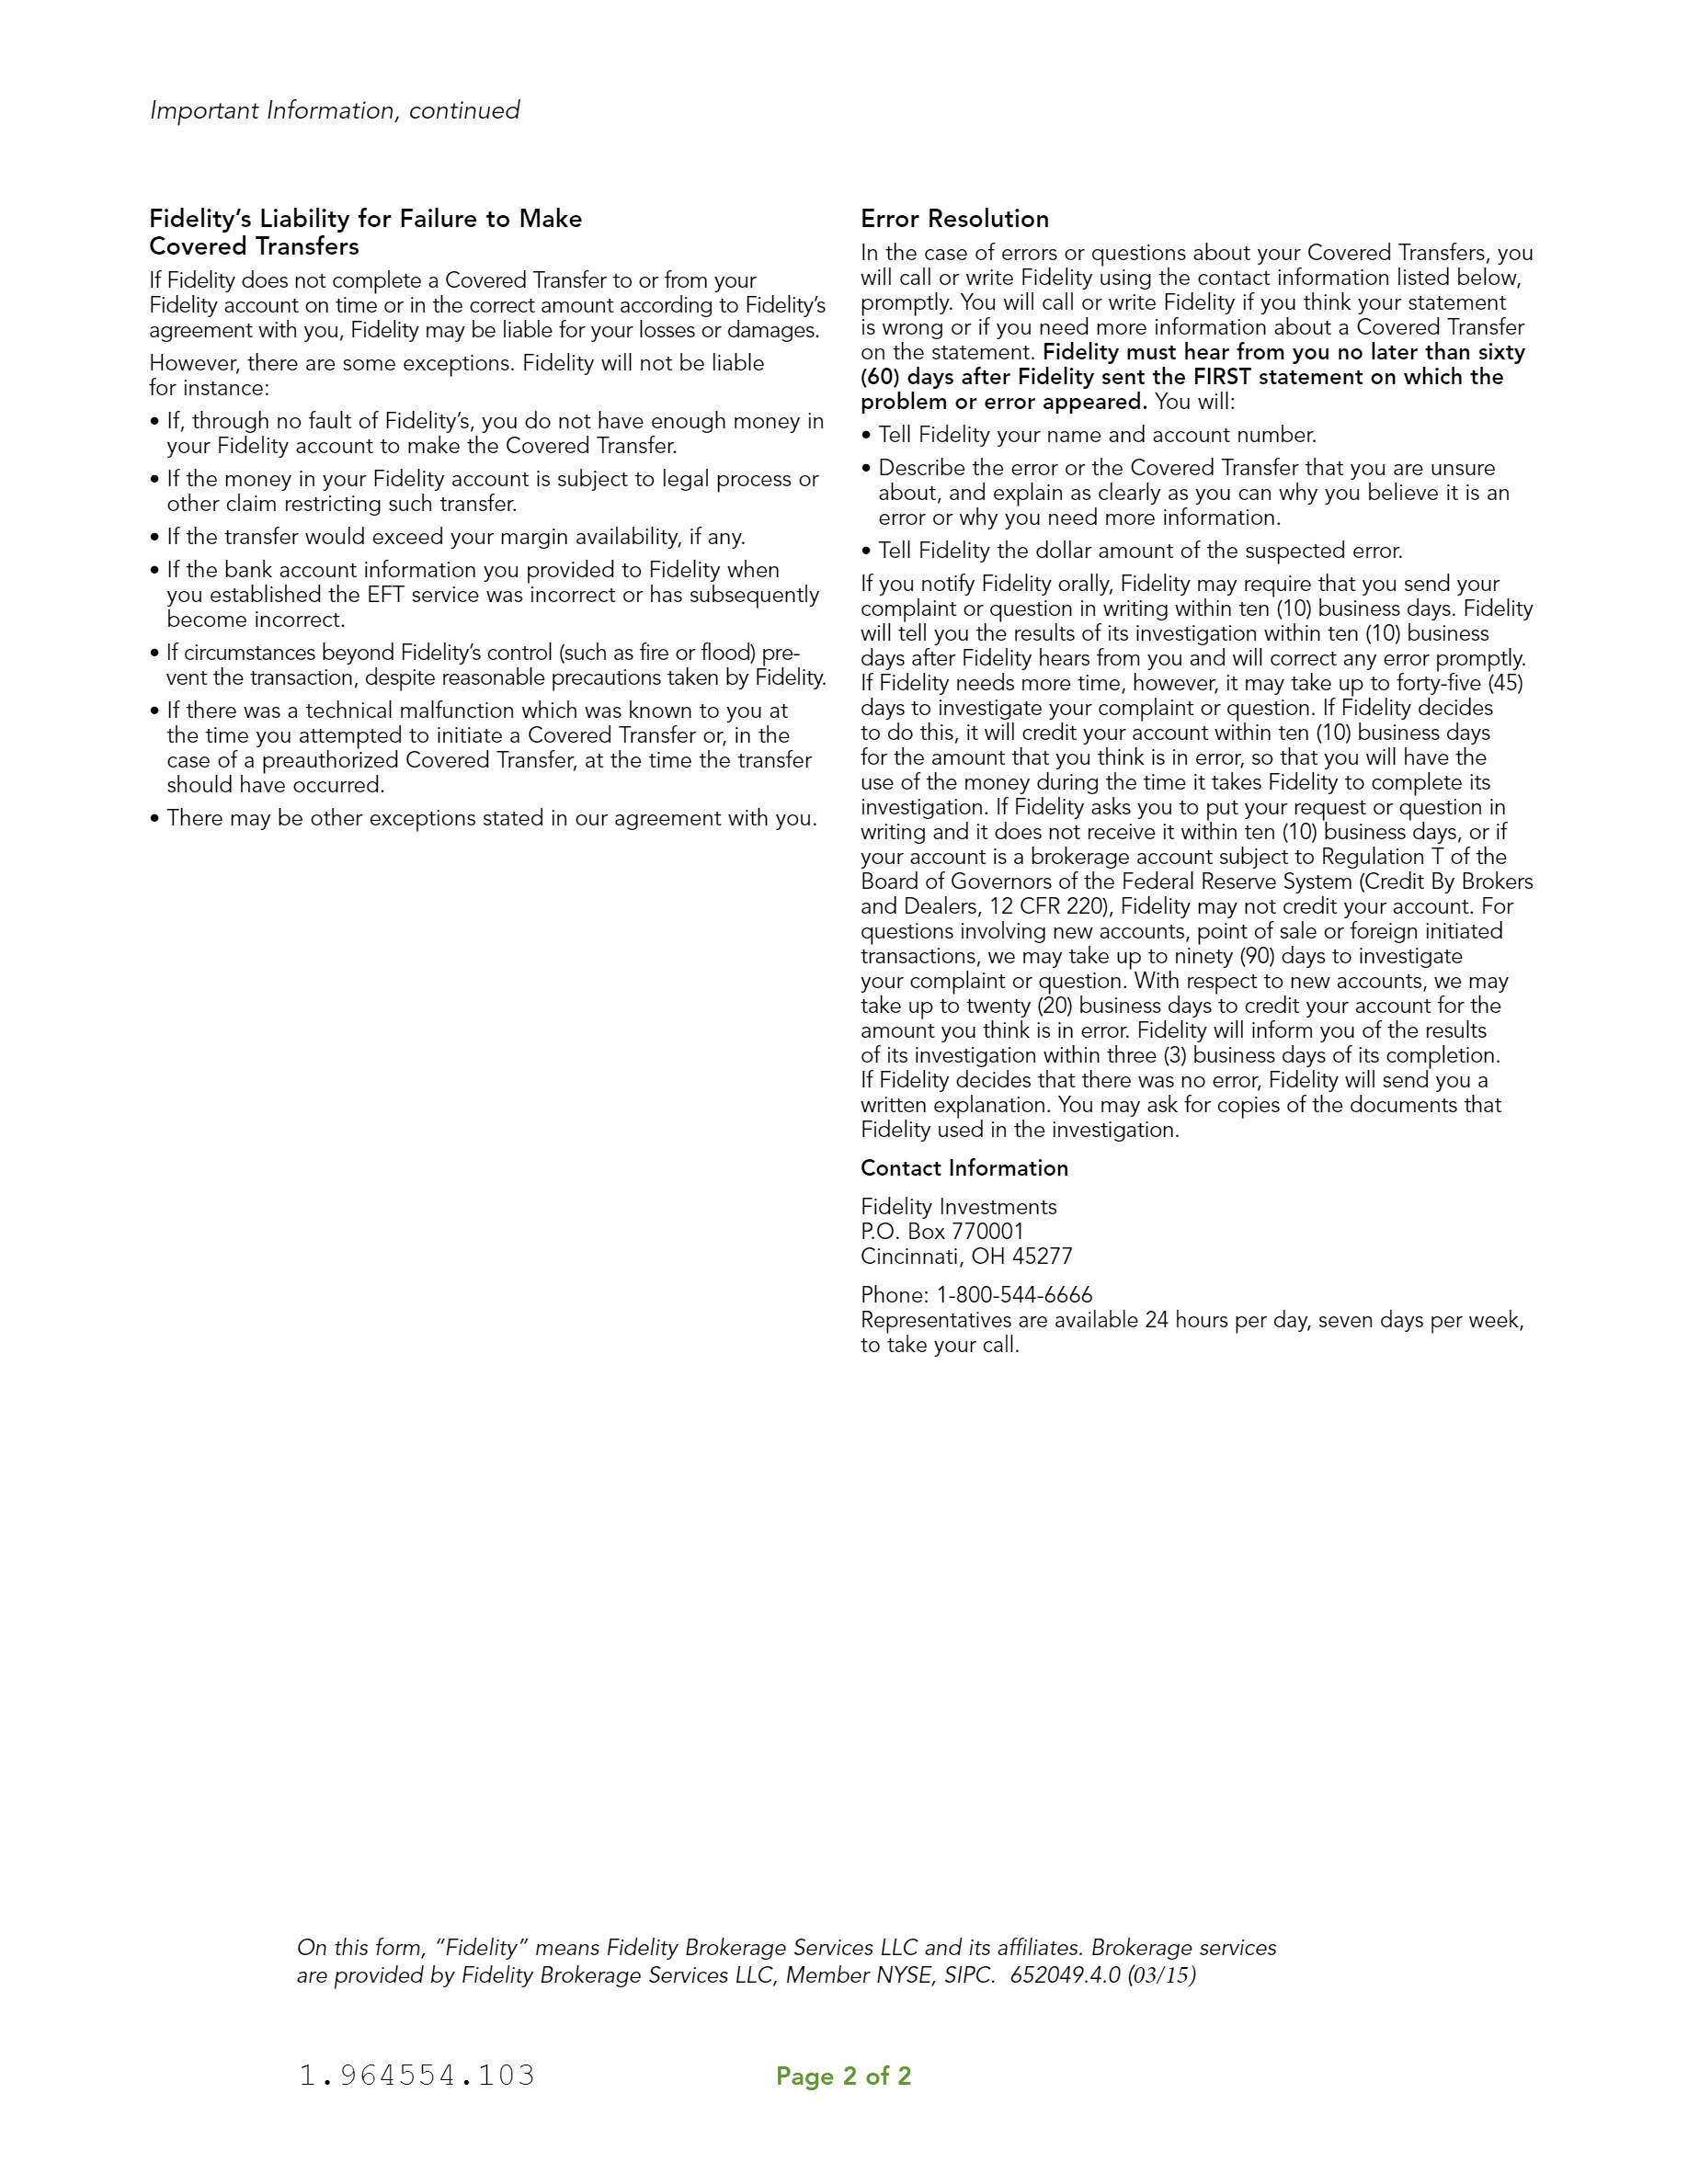 Important Information, continued
Fidelity’s Liability for Failure to Make
Covered Transfers
If Fidelity does not complete a Covered Transfer to or from your
Fidelity account on time or in the correct amount according to Fidelity’s
agreement with you, Fidelity may be liable for your losses or damages.
However, there are some exceptions. Fidelity will not be liable
for instance:
• If, through no fault of Fidelity’s, you do not have enough money in
your Fidelity account to make the Covered Transfer.
• If the money in your Fidelity account is subject to legal process or
other claim restricting such transfer.
• If the transfer would exceed your margin availability, if any.
• If the bank account information you provided to Fidelity when
you established the EFT service was incorrect or has subsequently
become incorrect.
• If circumstances beyond Fidelity’s control (such as fire or flood) pre-
vent the transaction, despite reasonable precautions taken by Fidelity.
• If there was a technical malfunction which was known to you at
the time you attempted to initiate a Covered Transfer or, in the
case of a preauthorized Covered Transfer, at the time the transfer
should have occurred.
• There may be other exceptions stated in our agreement with you.
Error Resolution
In the case of errors or questions about your Covered Transfers, you
will call or write Fidelity using the contact information listed below,
promptly. You will call or write Fidelity if you think your statement
is wrong or if you need more information about a Covered Transfer
on the statement. Fidelity must hear from you no later than sixty
(60) days after Fidelity sent the FIRST statement on which the
problem or error appeared. You will:
• Tell Fidelity your name and account number.
• Describe the error or the Covered Transfer that you are unsure
about, and explain as clearly as you can why you believe it is an
error or why you need more information.
• Tell Fidelity the dollar amount of the suspected error.
If you notify Fidelity orally, Fidelity may require that you send your
complaint or question in writing within ten (10) business days. Fidelity
will tell you the results of its investigation within ten (10) business
days after Fidelity hears from you and will correct any error promptly.
If Fidelity needs more time, however, it may take up to forty-five (45)
days to investigate your complaint or question. If Fidelity decides
to do this, it will credit your account within ten (10) business days
for the amount that you think is in error, so that you will have the
use of the money during the time it takes Fidelity to complete its
investigation. If Fidelity asks you to put your request or question in
writing and it does not receive it within ten (10) business days, or if
your account is a brokerage account subject to Regulation T of the
Board of Governors of the Federal Reserve System (Credit By Brokers
and Dealers, 12 CFR 220), Fidelity may not credit your account. For
questions involving new accounts, point of sale or foreign initiated
transactions, we may take up to ninety (90) days to investigate
your complaint or question. With respect to new accounts, we may
take up to twenty (20) business days to credit your account for the
amount you think is in error. Fidelity will inform you of the results
of its investigation within three (3) business days of its completion.
If Fidelity decides that there was no error, Fidelity will send you a
written explanation. You may ask for copies of the documents that
Fidelity used in the investigation.
Contact Information
Fidelity Investments
P.O. Box 770001
Cincinnati, OH 45277
Phone: 1-800-544-6666
Representatives are available 24 hours per day, seven days per week,
to take your call.
On this form, “Fidelity” means Fidelity Brokerage Services LLC and its affiliates. Brokerage services
are provided by Fidelity Brokerage Services LLC, Member NYSE, SIPC. 652049.4.0 (03/15)
1.964554.103
Page 2 of 2